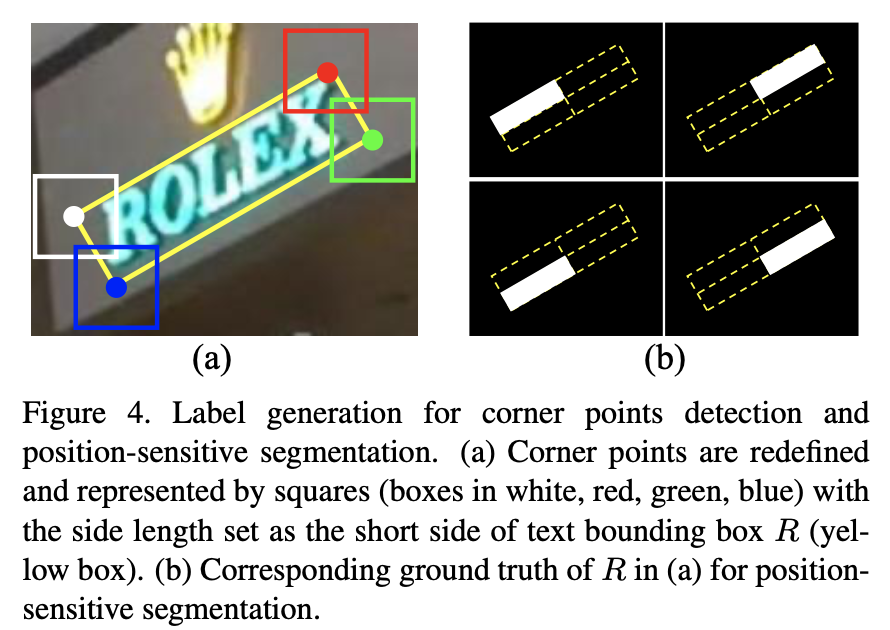 ROLEX
(a)
(b)
Figure 4. Label generation for corner points detection and
position-sensitive segmentation. (a) Corner points are redefined
and represented by squares (boxes in white, red, green, blue) with
the side length set as the short side of text bounding box R (yel-
low box). (b) Corresponding ground truth of R in (a) for position-
sensitive segmentation.